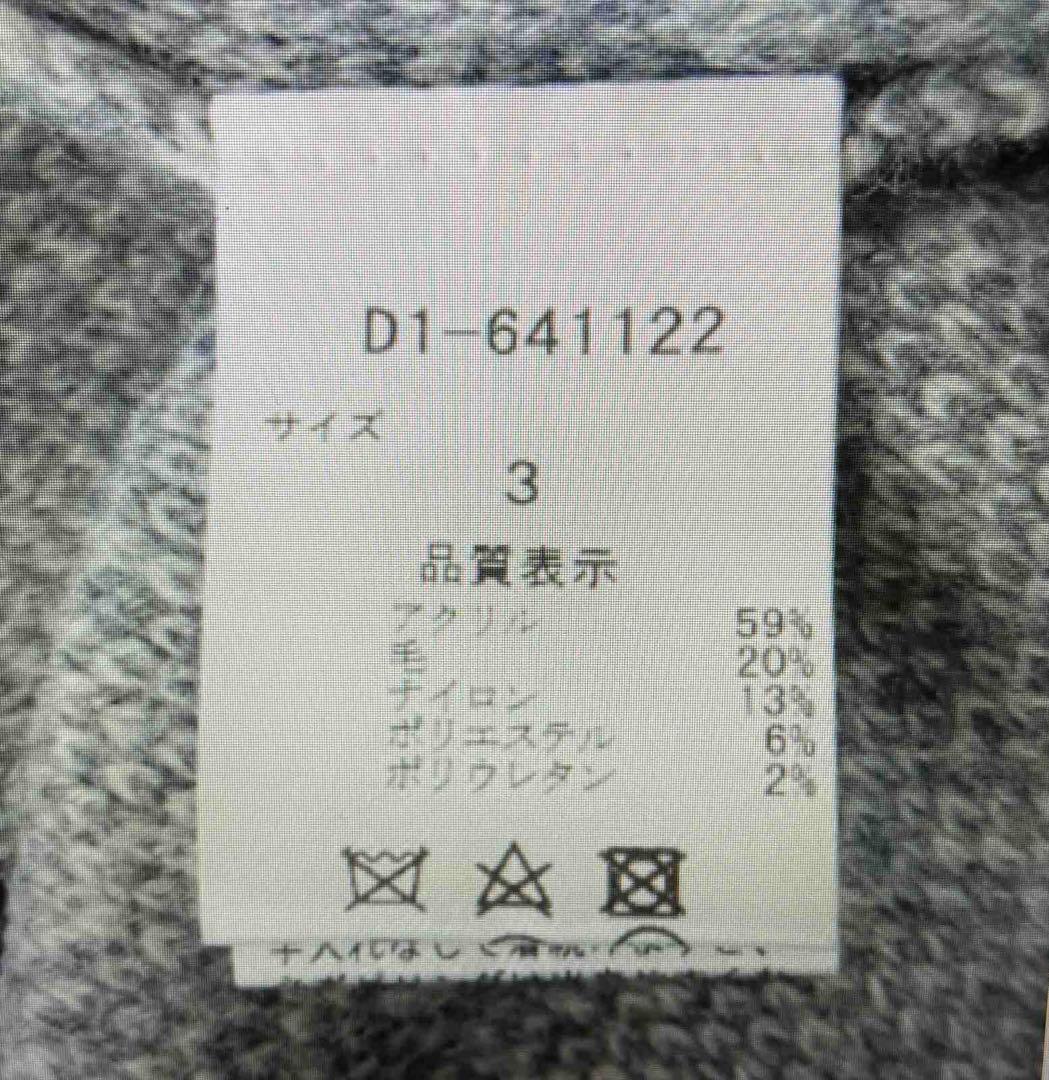 D1-641122
サイズ
3
品質表示
アクリル 59%
毛 20%
ナイロン 13%
ポリエステル 6%
ポリウレタン 2%